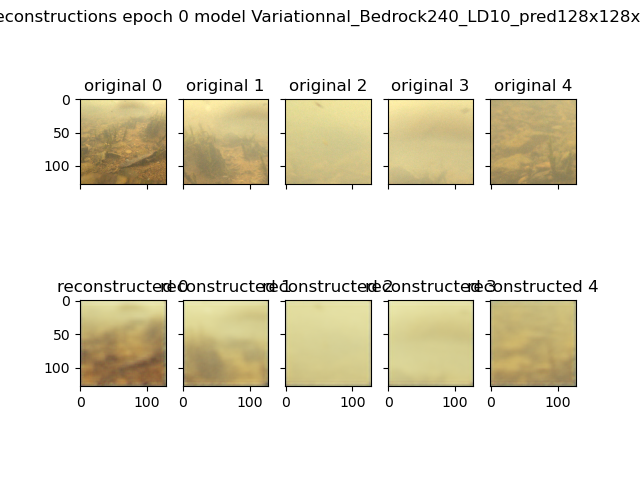 econstructions epoch 0 model Variationnal_Bedrock240_LD10_pred128x128x
original 0 original 1 original 2 original 3 original 4
0
50
100
reconstructed 0 reconstructed 1 reconstructed 2 reconstructed 3 reconstructed 4
0
50
100
0 100 0 100 0 100 0 100 0 100